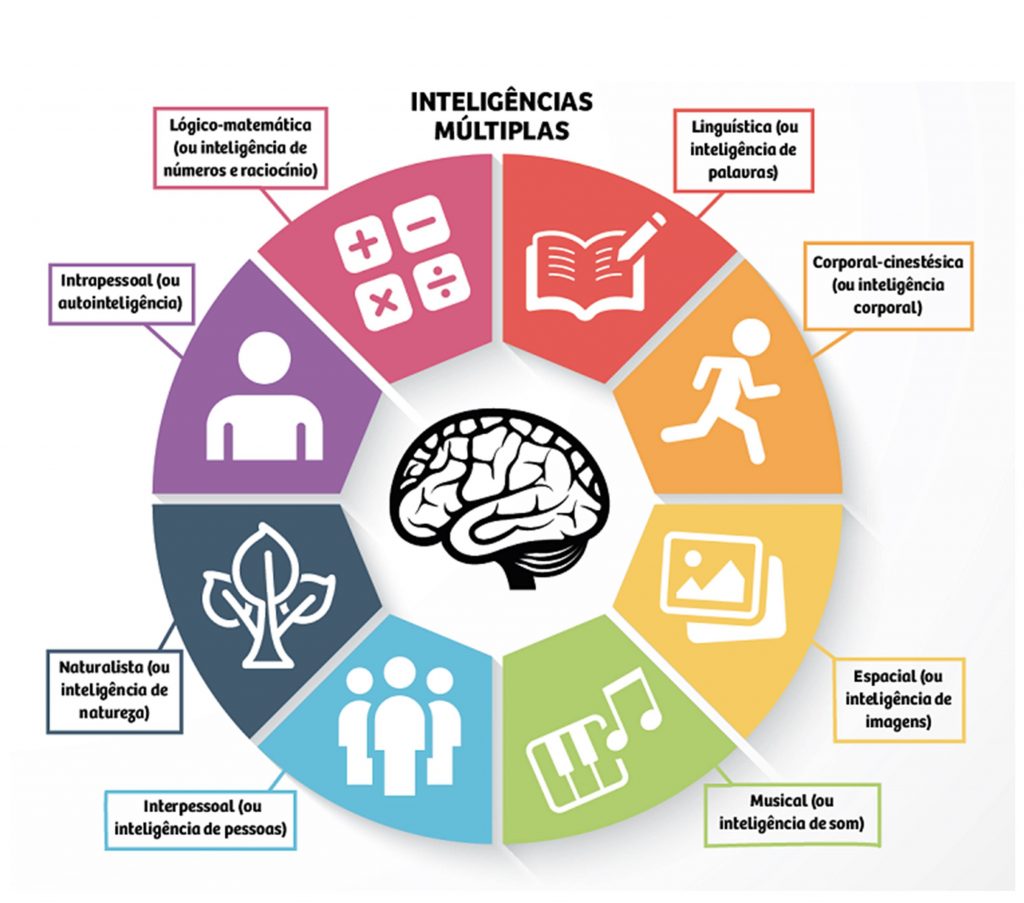 INTELIGÊNCIAS
MÚLTIPLAS
Lógico-matemática
(ou inteligência de
números e raciocínio)
Linguística (ou
inteligência de
palavras)
Intrapessoal (ou
autointeligência)
Corporal-cinestésica
(ou inteligência
corporal)
Naturalista (ou
inteligência de
natureza)
Espacial (ou
inteligência de
imagens)
Interpessoal (ou
inteligência de pessoas)
Musical (ou
inteligência de som)